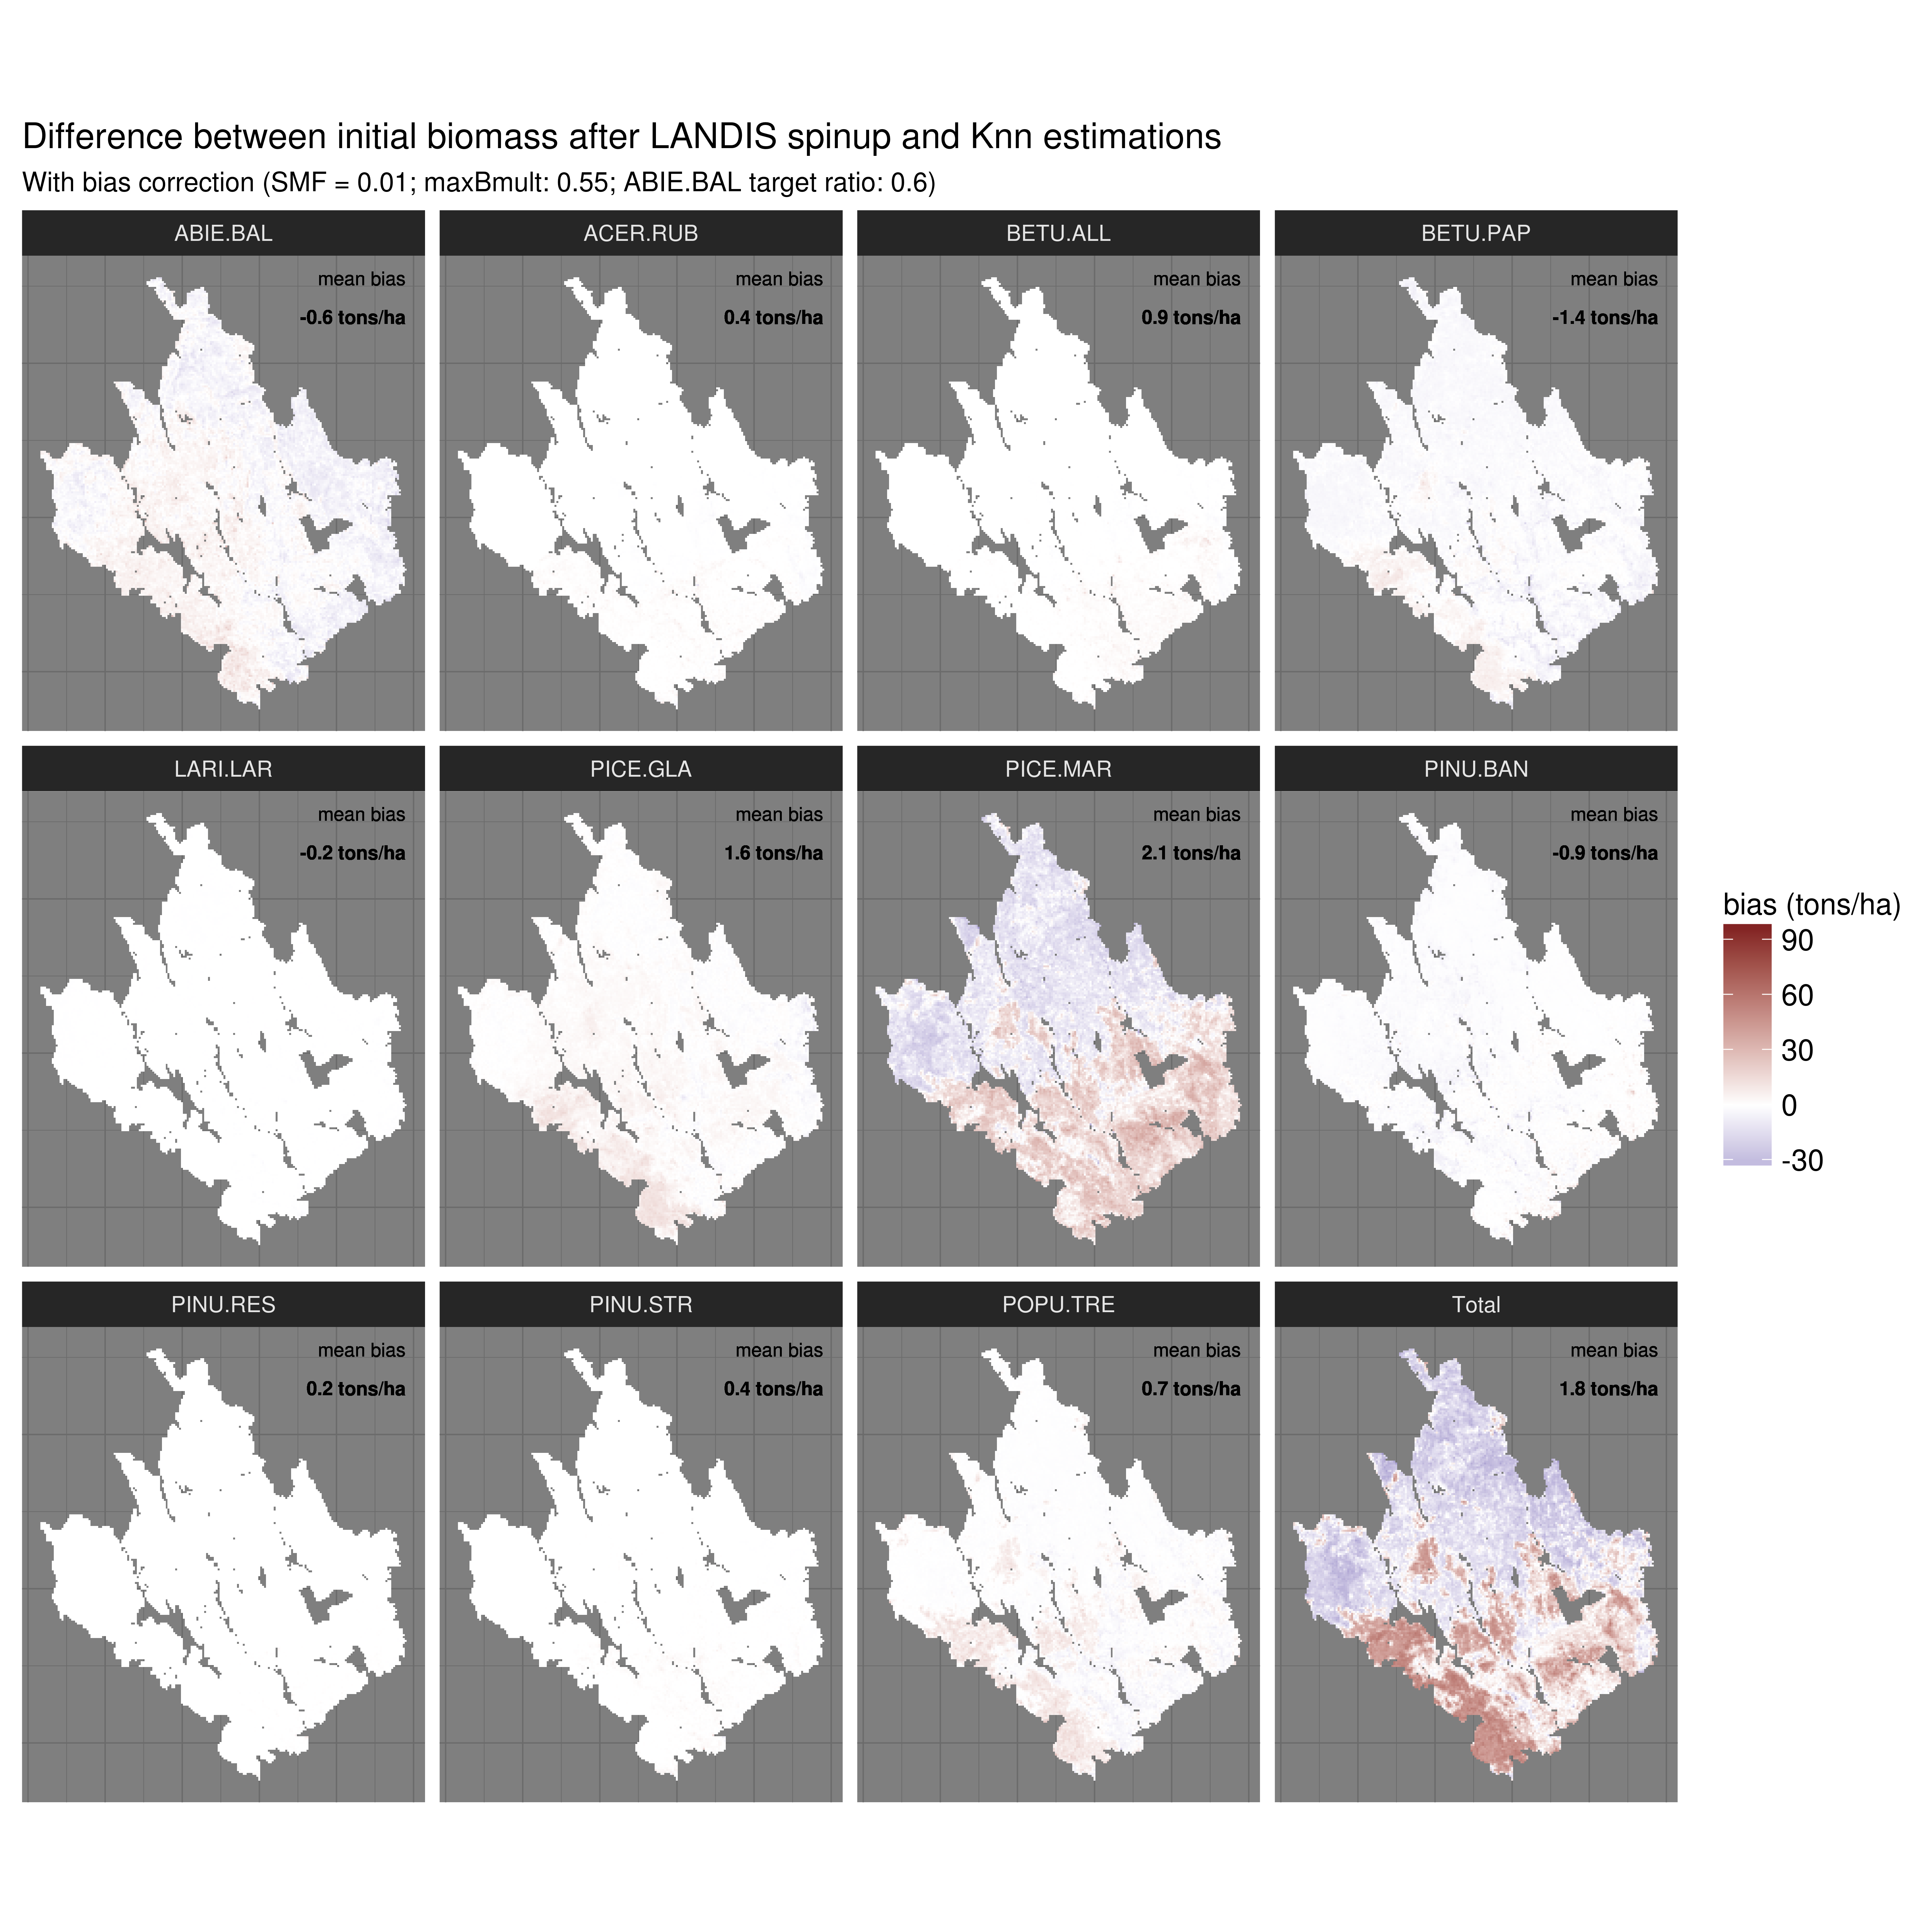 Difference between initial biomass after LANDIS spinup and Knn estimations
With bias correction (SMF = 0.01; maxBmult: 0.55; ABIE.BAL target ratio: 0.6)
ABIE.BAL
mean bias
-0.6 tons/ha
ACER.RUB
mean bias
0.4 tons/ha
BETU.ALL
mean bias
0.9 tons/ha
BETU.PAP
mean bias
-1.4 tons/ha
LARI.LAR
mean bias
-0.2 tons/ha
PICE.GLA
mean bias
1.6 tons/ha
PICE.MAR
mean bias
2.1 tons/ha
PINU.BAN
mean bias
-0.9 tons/ha
PINU.RES
mean bias
0.2 tons/ha
PINU.STR
mean bias
0.4 tons/ha
POPU.TRE
mean bias
0.7 tons/ha
Total
mean bias
1.8 tons/ha
bias (tons/ha)
90
60
30
0
-30